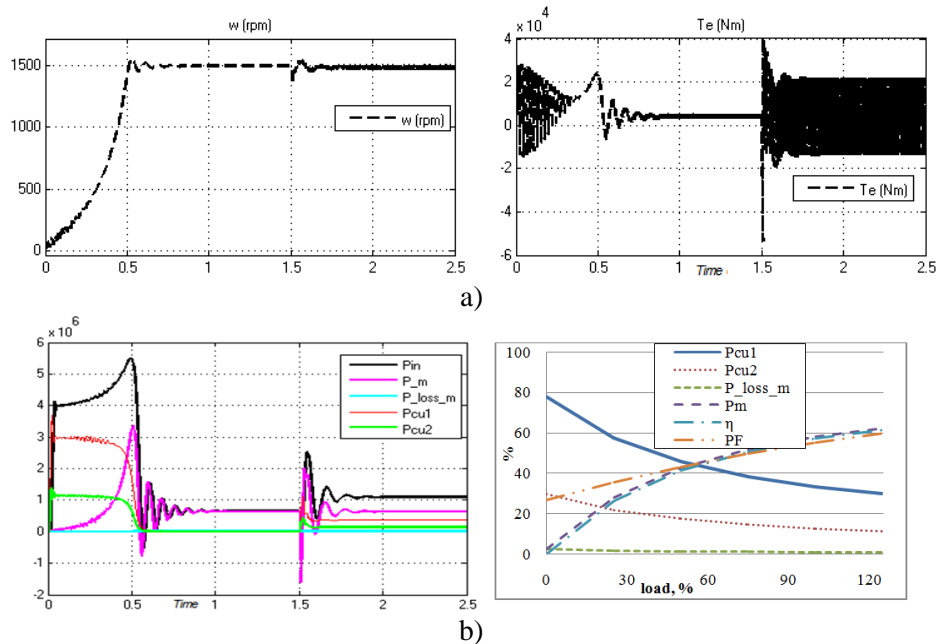 w (rpm)
1500
1000
500
0
w (rpm)
0 0.5 1 1.5 2 2.5
x 10^4
Te (Nm)
4
2
0
-2
-4
-6
Te (Nm)
0 0.5 1 1.5 2 2.5
Time
a)
x 10^6
6
5
4
3
2
1
0
-1
-2
Pin
P_m
P_loss_m
Pcu1
Pcu2
0 0.5 Time 1 1.5 2 2.5
100
80
60
40
20
0
%
Pcu1
Pcu2
P_loss_m
Pm
η
PF
0 30 60 90 120
load, %
b)